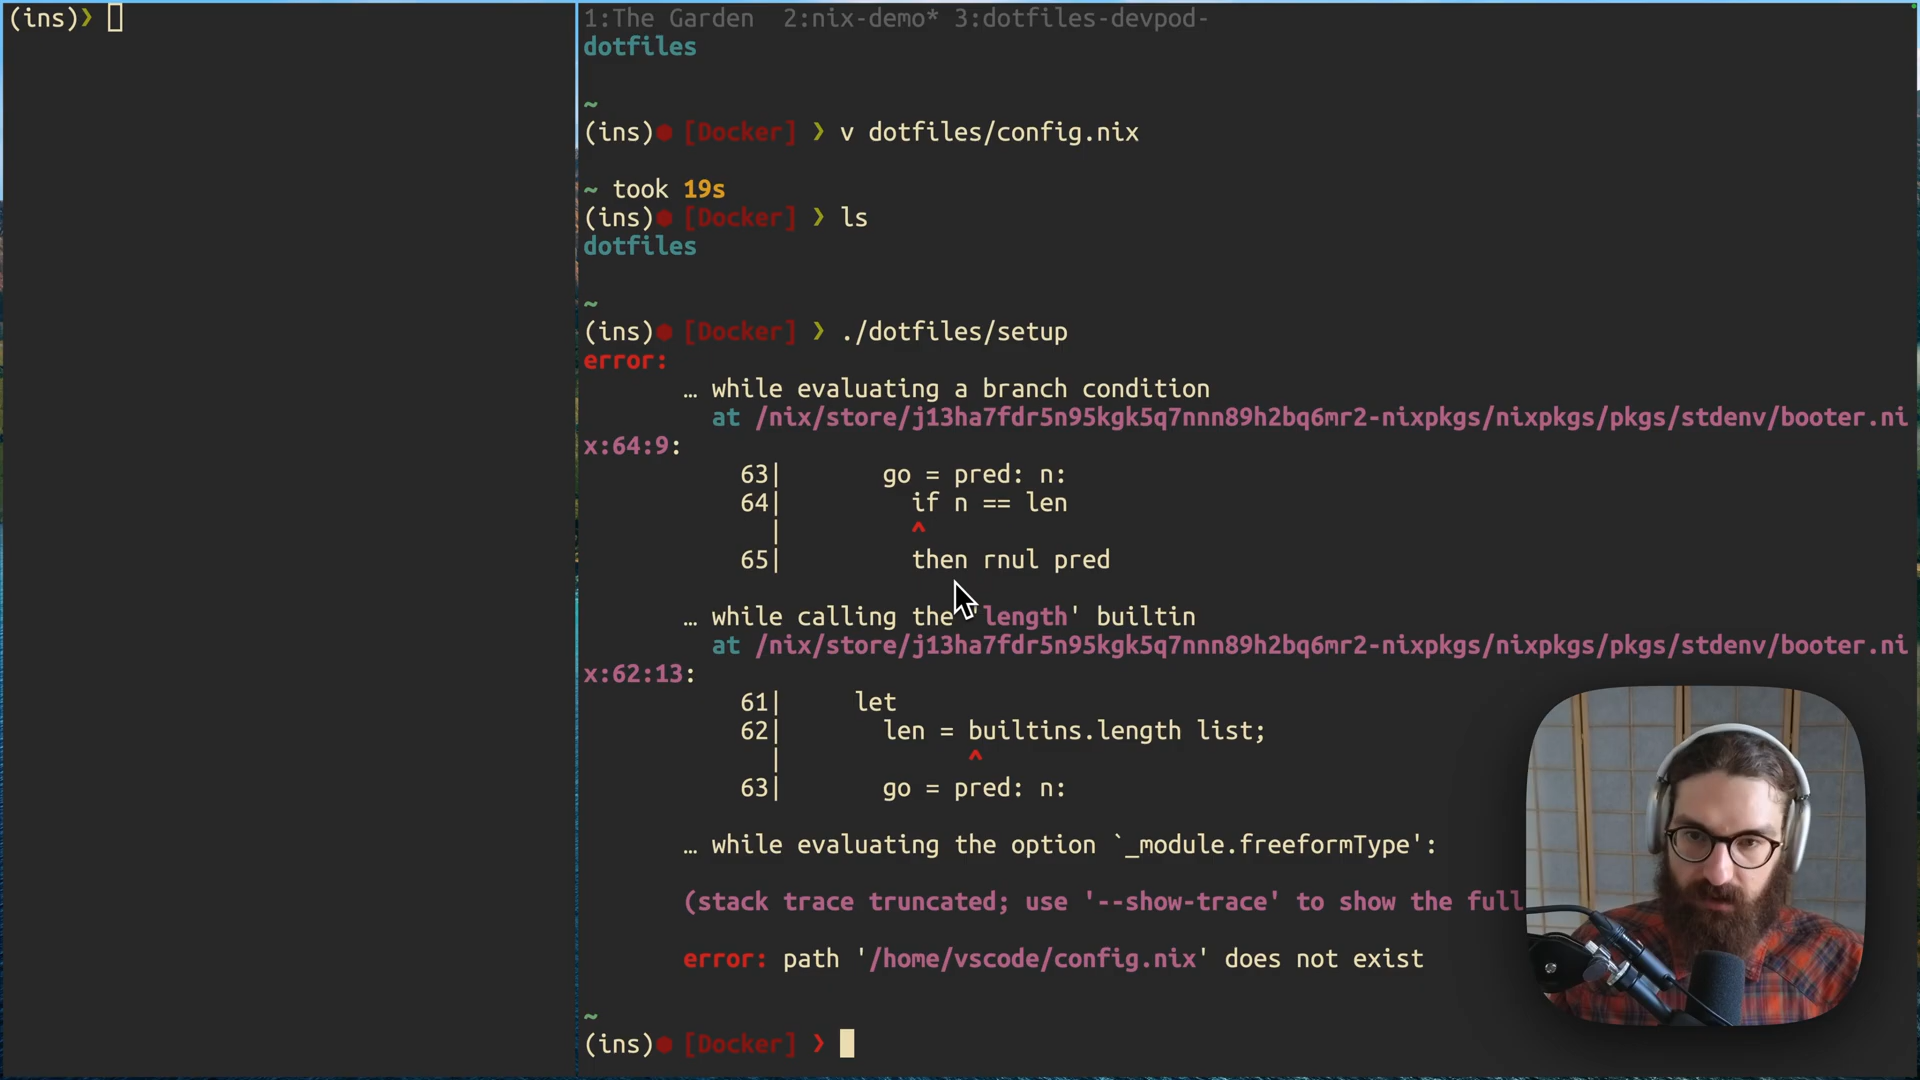 (ins)❯
1:The Garden  2:nix-demo* 3:dotfiles-devpod-
dotfiles
~
(ins) [Docker] ❯ v dotfiles/config.nix
~ took 19s
(ins) [Docker] ❯ ls
dotfiles
~
(ins) [Docker] ❯ ./dotfiles/setup
error:
… while evaluating a branch condition
at /nix/store/j13ha7fdr5n95kgk5q7nnn89h2bq6mr2-nixpkgs/nixpkgs/pkgs/stdenv/booter.ni
x:64:9:
63|       go = pred: n:
64|         if n == len
|         ^
65|         then rnul pred
… while calling the 'length' builtin
at /nix/store/j13ha7fdr5n95kgk5q7nnn89h2bq6mr2-nixpkgs/nixpkgs/pkgs/stdenv/booter.ni
x:62:13:
61|     let
62|       len = builtins.length list;
|             ^
63|       go = pred: n:
… while evaluating the option `_module.freeformType':
(stack trace truncated; use '--show-trace' to show the full
error: path '/home/vscode/config.nix' does not exist
~
(ins) [Docker] ❯